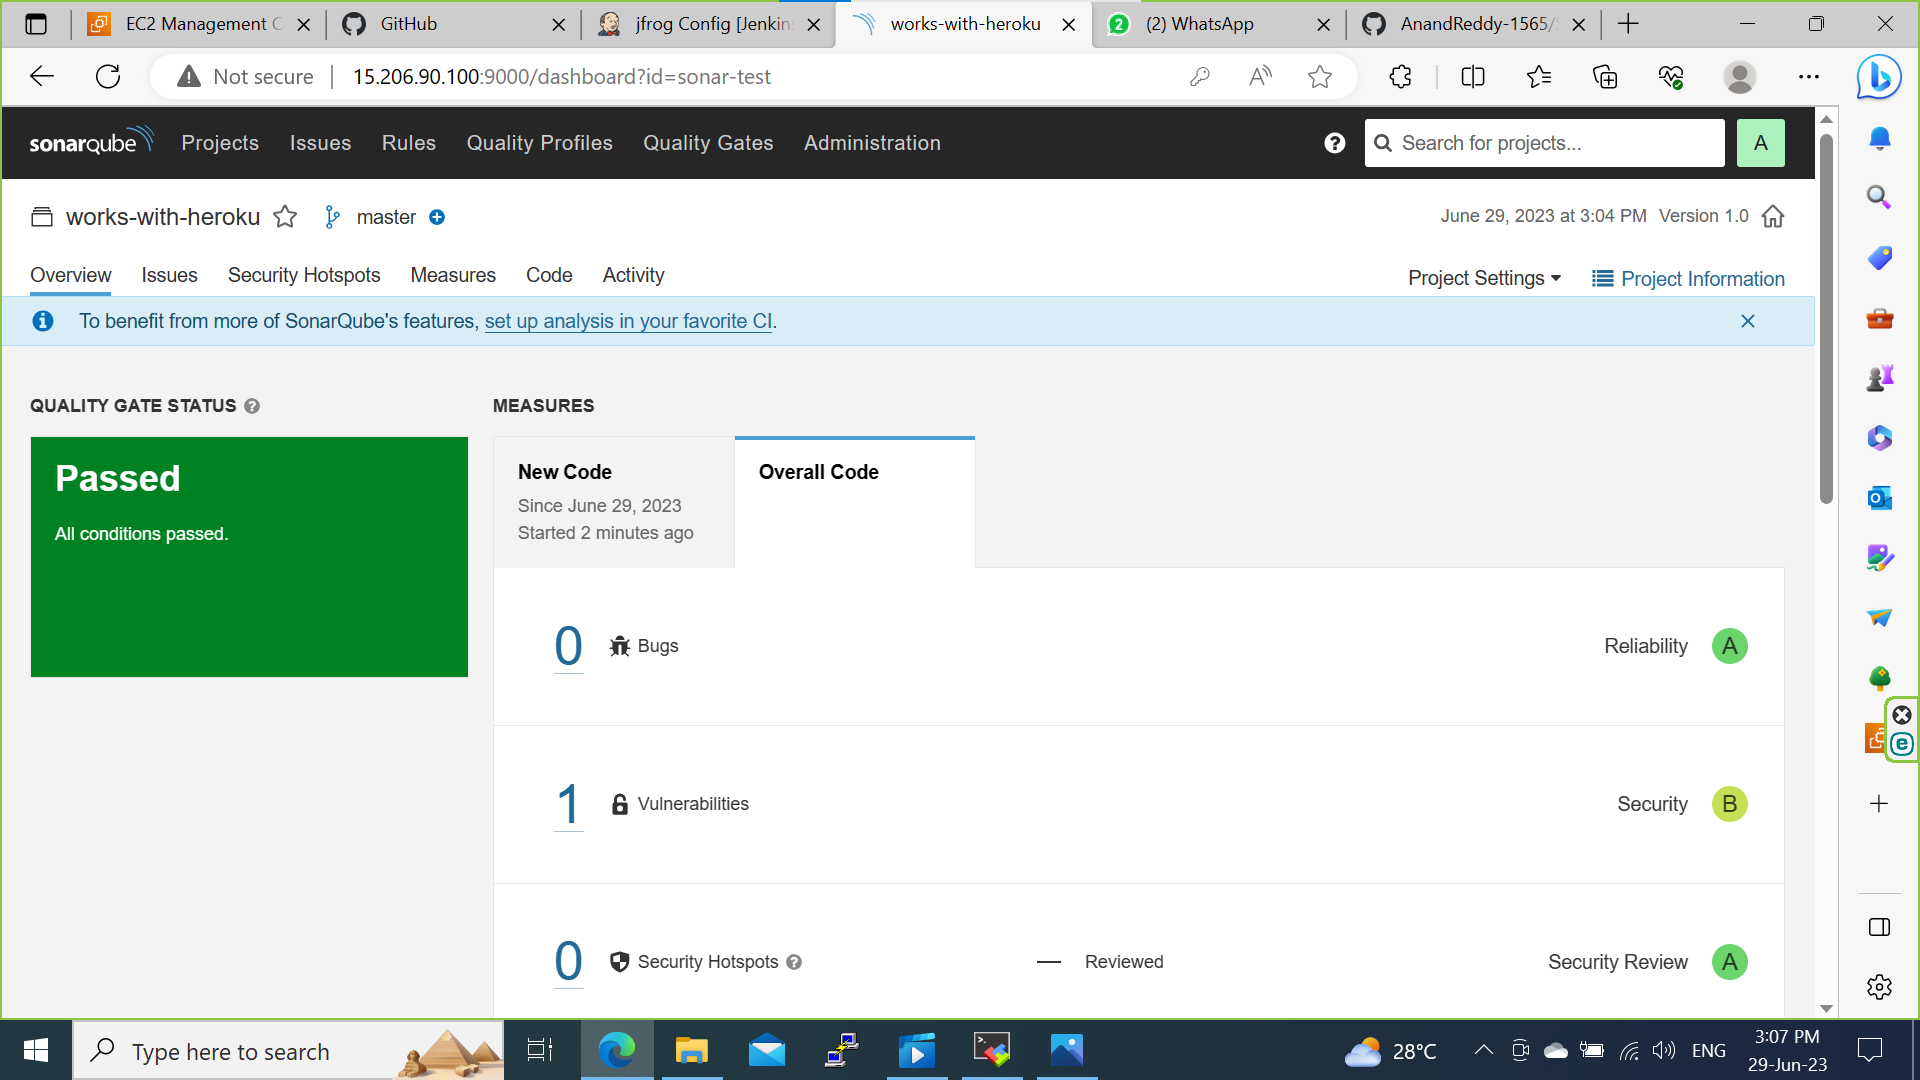 EC2 Management C
GitHub
jfrog Config [Jenkins
works-with-heroku
(2) WhatsApp
AnandReddy-1565/
Not secure
15.206.90.100:9000/dashboard?id=sonar-test
sonarqube
Projects
Issues
Rules
Quality Profiles
Quality Gates
Administration
Search for projects...
A
works-with-heroku
master
June 29, 2023 at 3:04 PM
Version 1.0
Overview
Issues
Security Hotspots
Measures
Code
Activity
Project Settings
Project Information
To benefit from more of SonarQube's features, set up analysis in your favorite CI.
QUALITY GATE STATUS
MEASURES
Passed
All conditions passed.
New Code
Since June 29, 2023
Started 2 minutes ago
Overall Code
0
Bugs
Reliability
A
1
Vulnerabilities
Security
B
0
Security Hotspots
Reviewed
Security Review
A
Type here to search
28°C
ENG
3:07 PM
29-Jun-23